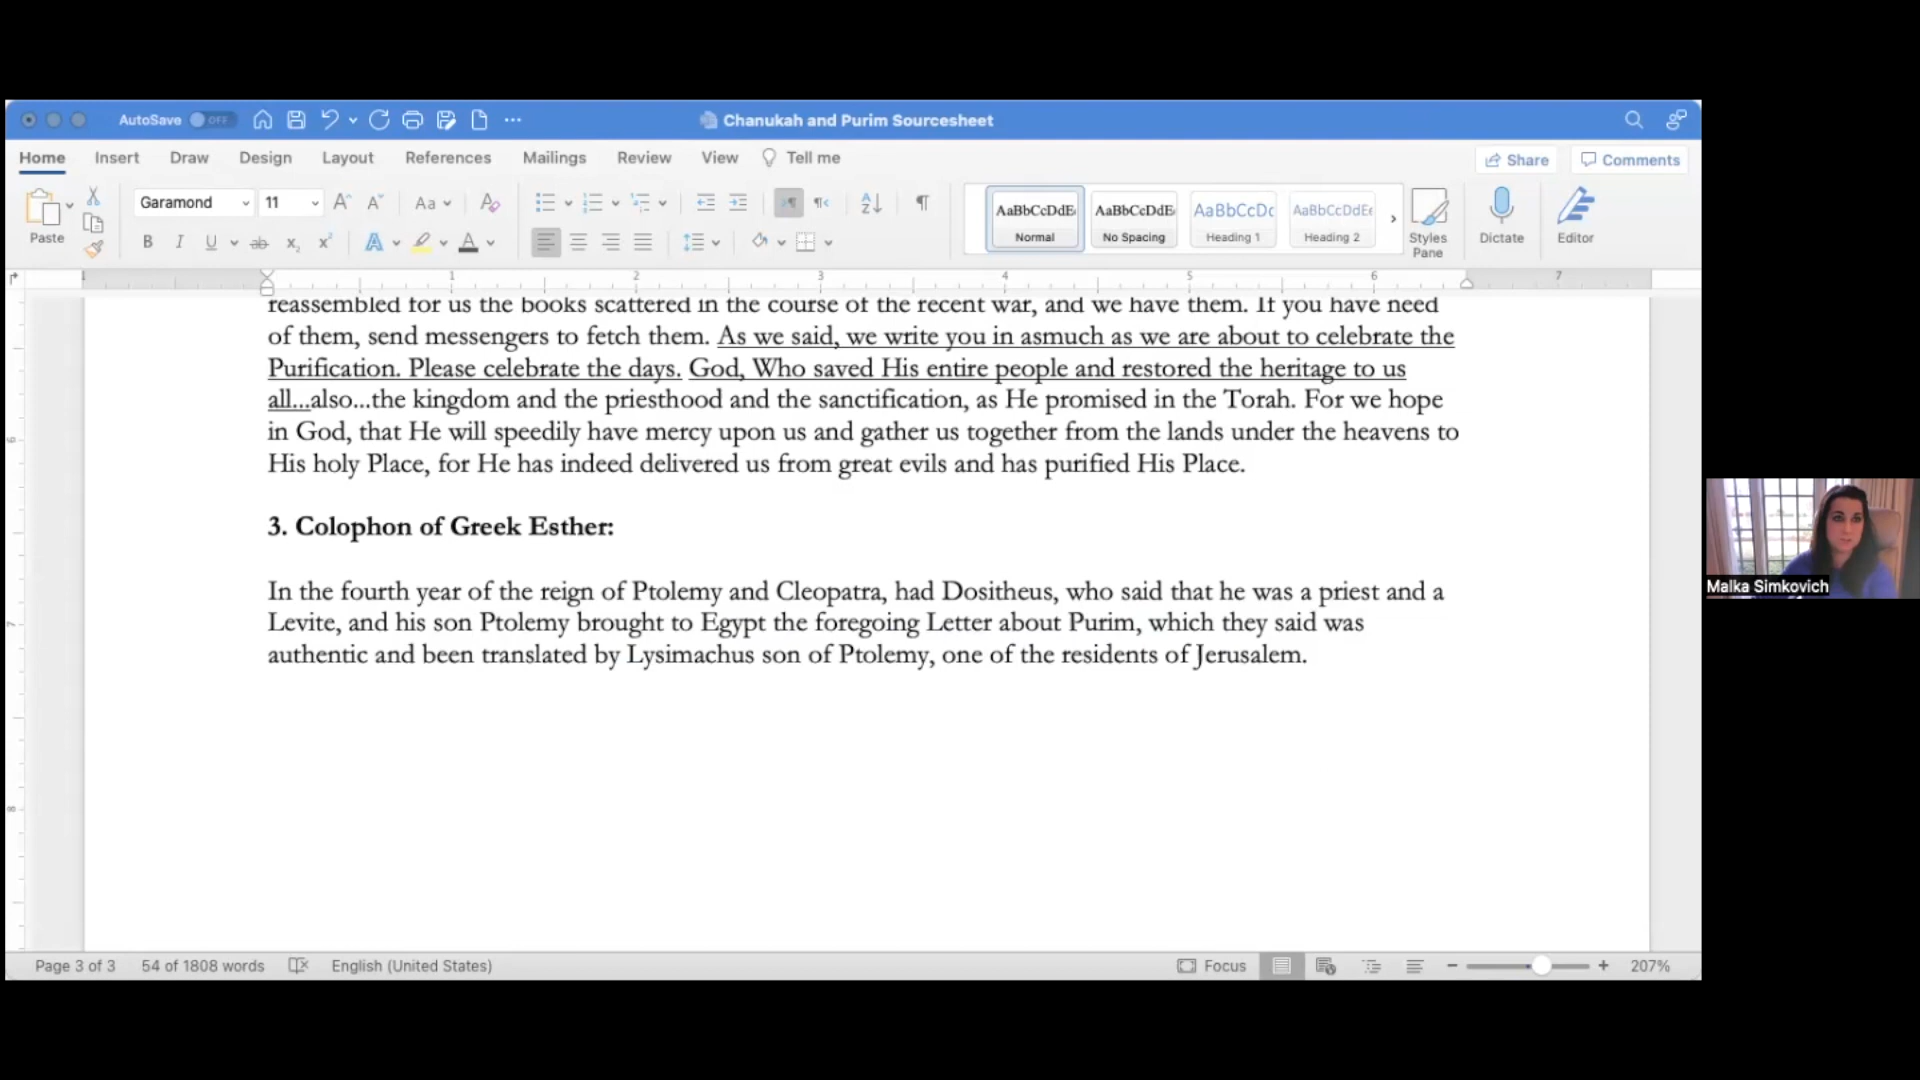 AutoSave OFF Chanukah and Purim Sourcesheet
Home Insert Draw Design Layout References Mailings Review View Tell me Share Comments
Paste Garamond 11 Aa
AaBbCcDdE AaBbCcDdE AaBbCcDc AaBbCcDdEe
Normal No Spacing Heading 1 Heading 2 Styles Pane Dictate Editor
1 2 3 4 5 6 7
reassembled for us the books scattered in the course of the recent war, and we have them. If you have need
of them, send messengers to fetch them. As we said, we write you in asmuch as we are about to celebrate the
Purification. Please celebrate the days. God, Who saved His entire people and restored the heritage to us
all...also...the kingdom and the priesthood and the sanctification, as He promised in the Torah. For we hope
in God, that He will speedily have mercy upon us and gather us together from the lands under the heavens to
His holy Place, for He has indeed delivered us from great evils and has purified His Place.
3. Colophon of Greek Esther:
In the fourth year of the reign of Ptolemy and Cleopatra, had Dositheus, who said that he was a priest and a
Levite, and his son Ptolemy brought to Egypt the foregoing Letter about Purim, which they said was
authentic and been translated by Lysimachus son of Ptolemy, one of the residents of Jerusalem.
Malka Simkovich
Page 3 of 3 54 of 1808 words English (United States) Focus 207%